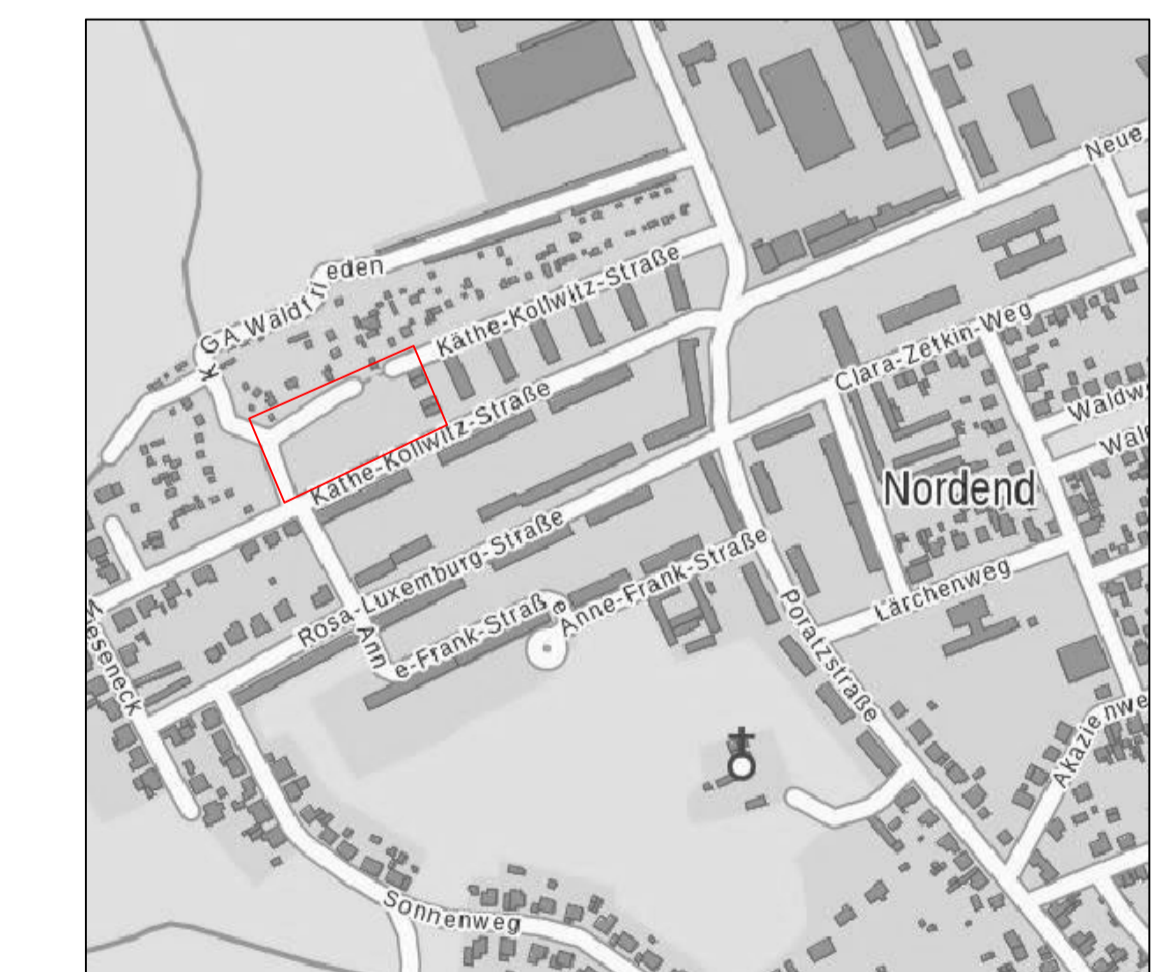 Neue
KGA Waldfrieden
Käthe-Kollwitz-Straße
Clara-Zetkin-Weg
Käthe-Kollwitz-Straße
Nordend
Rosa-Luxemburg-Straße
Anne-Frank-Straße
Anne-Frank-Straße
Lärchenweg
Poratzstraße
Akazienwe
Sonnenweg